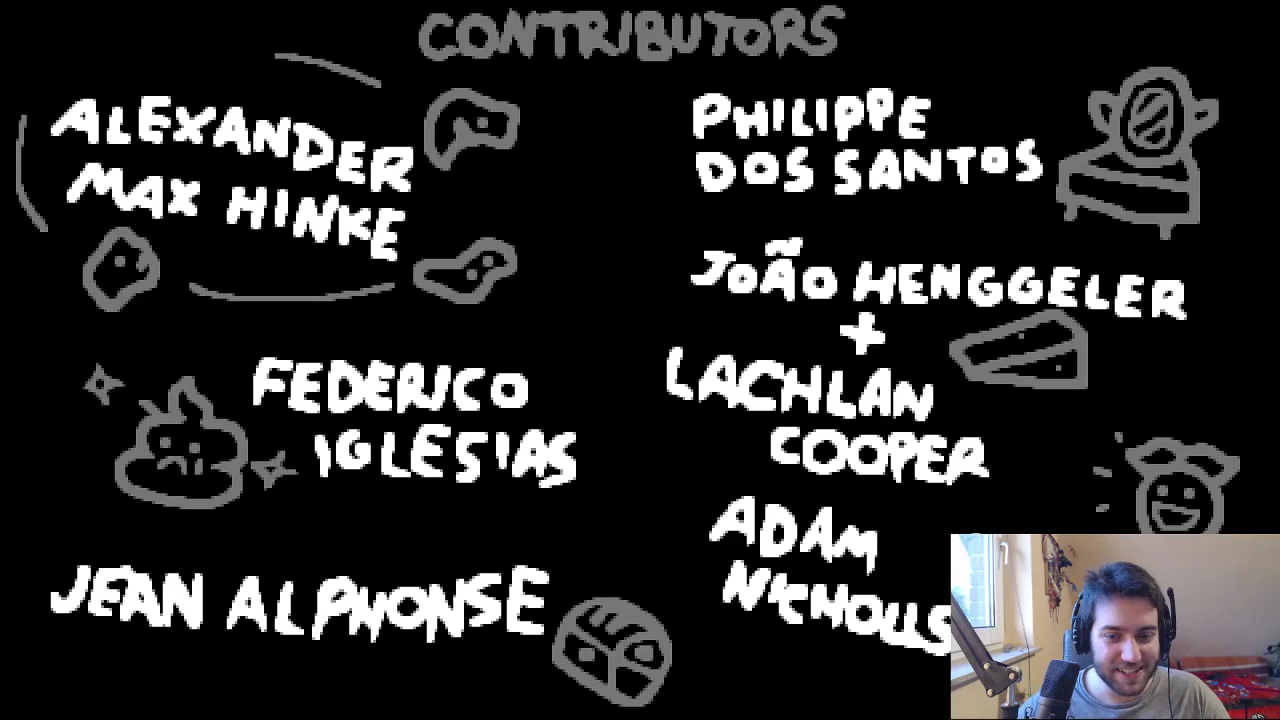 CONTRIBUTORS
ALEXANDER
MAX HINKE
FEDERICO
IGLESIAS
JEAN ALPHONSE
PHILIPPE
DOS SANTOS
JOÃO HENGGELER
+
LACHLAN
COOPER
ADAM
NICHOLLS